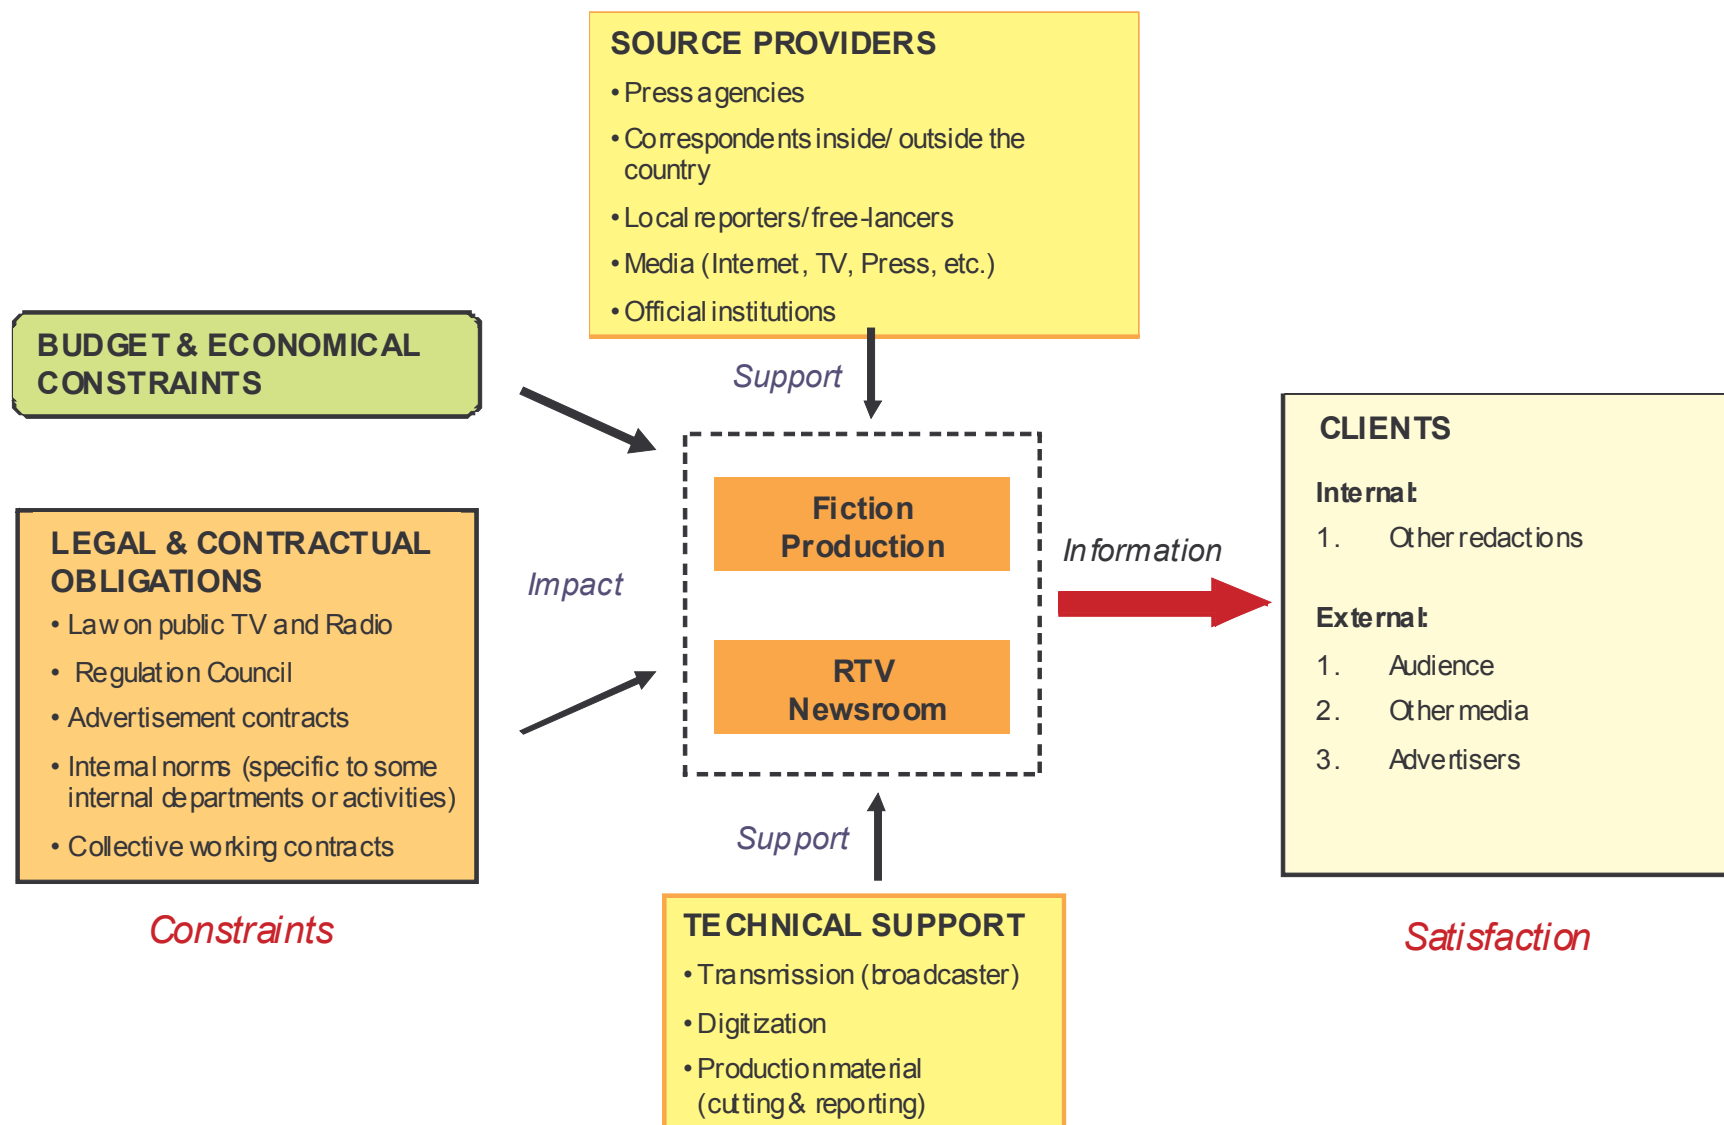 SOURCE PROVIDERS
• Press agencies
• Correspondents inside/ outside the
country
• Local reporters/ free-lancers
• Media (Internet, TV, Press, etc.)
• Official institutions
BUDGET & ECONOMICAL
CONSTRAINTS
Support
LEGAL & CONTRACTUAL
OBLIGATIONS
• Law on public TV and Radio
• Regulation Council
• Advertisement contracts
• Internal norms (specific to some
internal departments or activities)
• Collective working contracts
Constraints
Impact
Fiction
Production
RTV
Newsroom
Information
CLIENTS
Internal:
1. Other redactions
External:
1. Audience
2. Other media
3. Advertisers
Satisfaction
Support
TECHNICAL SUPPORT
• Transmission (broadcaster)
• Digitization
• Production material
(cutting & reporting)